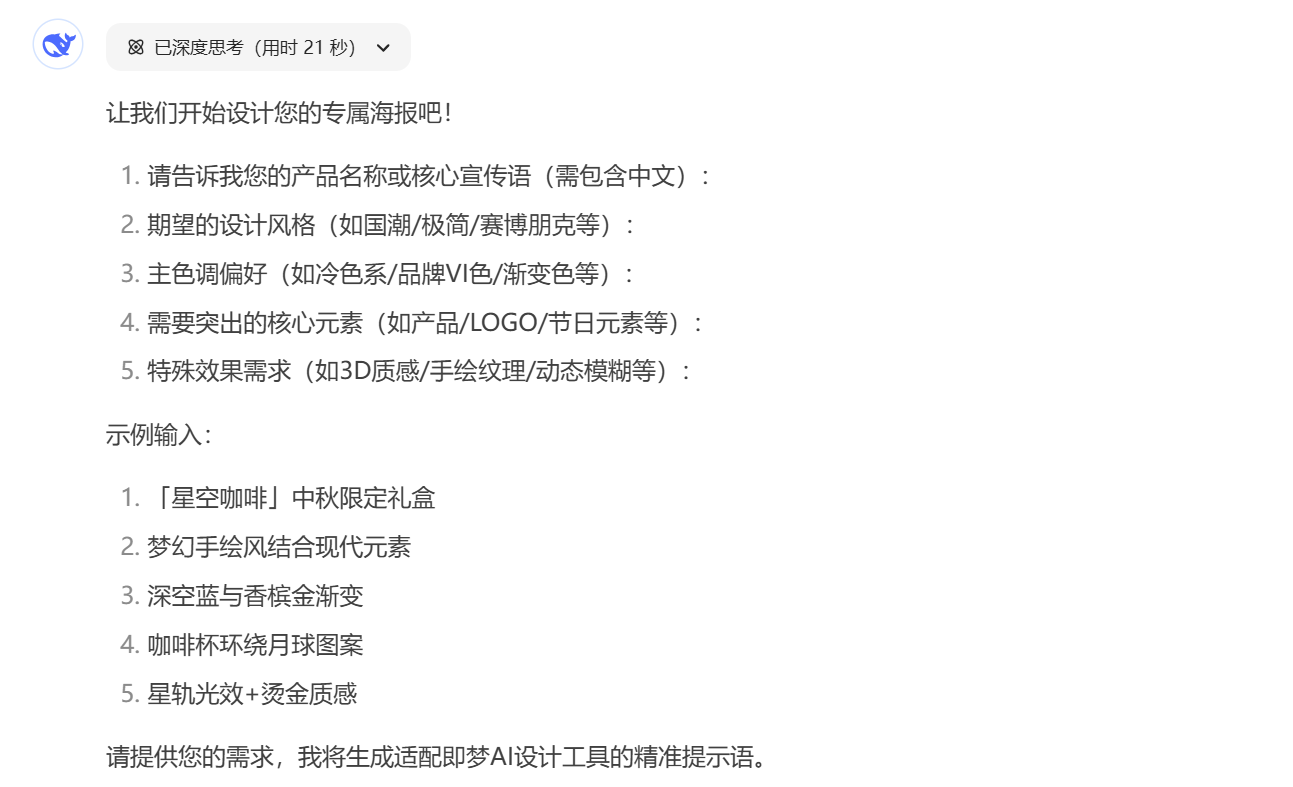 已深度思考（用时 21 秒）
让我们开始设计您的专属海报吧！
1. 请告诉我您的产品名称或核心宣传语（需包含中文）：
2. 期望的设计风格（如国潮/极简/赛博朋克等）：
3. 主色调偏好（如冷色系/品牌VI色/渐变色等）：
4. 需要突出的核心元素（如产品/LOGO/节日元素等）：
5. 特殊效果需求（如3D质感/手绘纹理/动态模糊等）：
示例输入：
1. 「星空咖啡」中秋限定礼盒
2. 梦幻手绘风结合现代元素
3. 深空蓝与香槟金渐变
4. 咖啡杯环绕月球图案
5. 星轨光效+烫金质感
请提供您的需求，我将生成适配即梦AI设计工具的精准提示语。